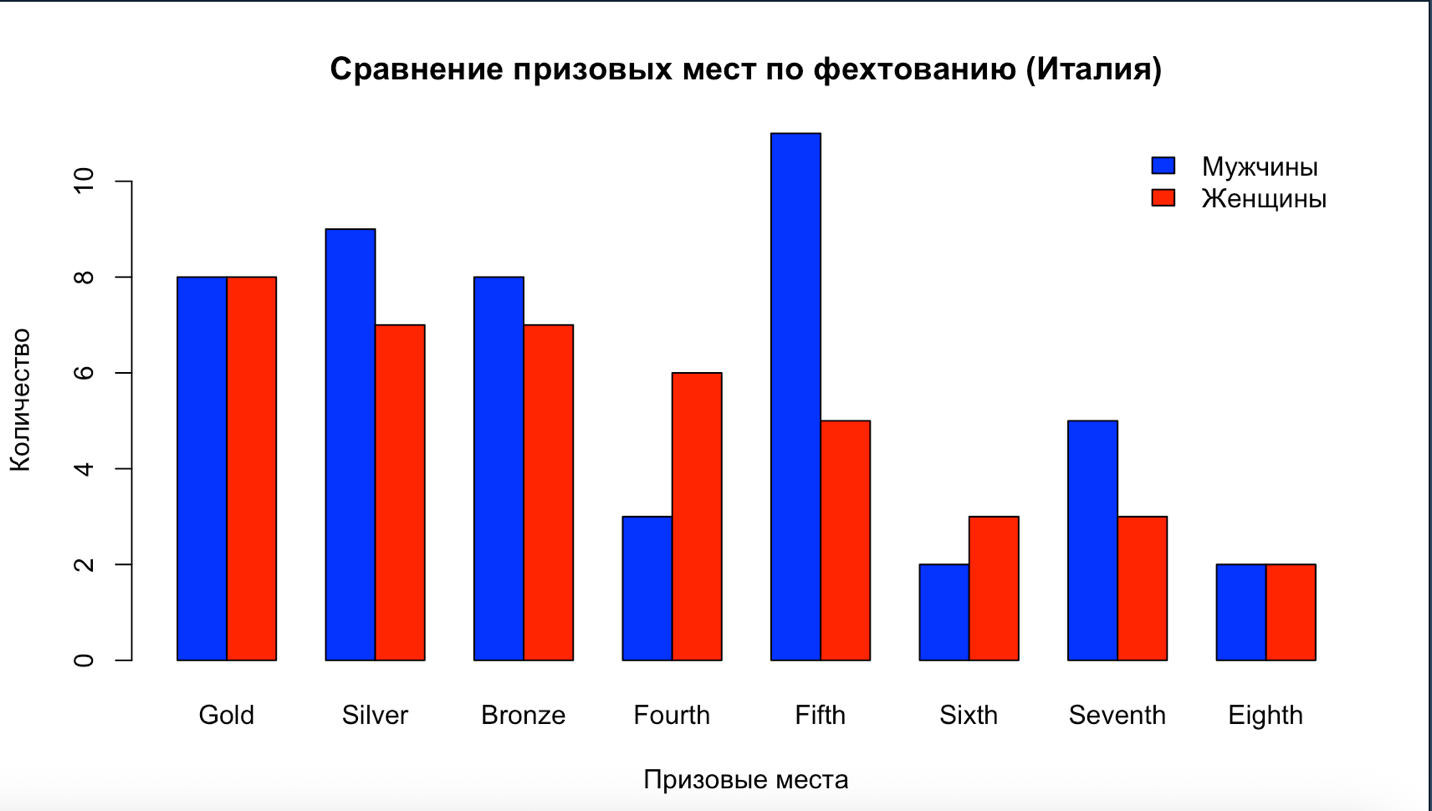 Сравнение призовых мест по фехтованию (Италия)
Мужчины
Женщины
Количество
10
8
6
4
2
0
Gold Silver Bronze Fourth Fifth Sixth Seventh Eighth
Призовые места